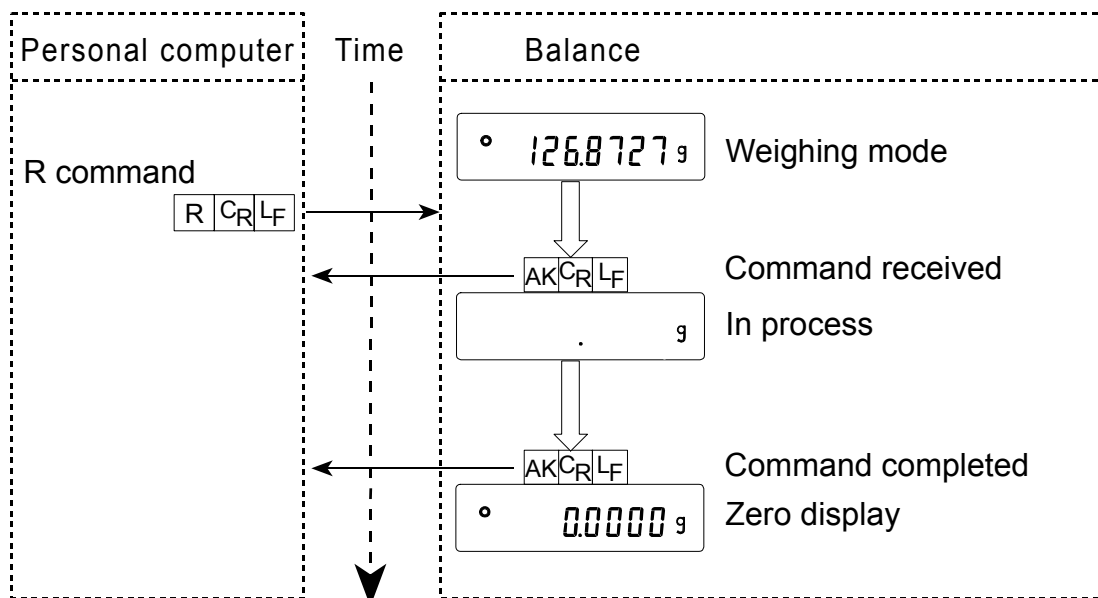 Personal computer Time Balance
126.8727 g Weighing mode
R command
R CR LF
AK CR LF Command received
. g In process
AK CR LF Command completed
0.0000 g Zero display